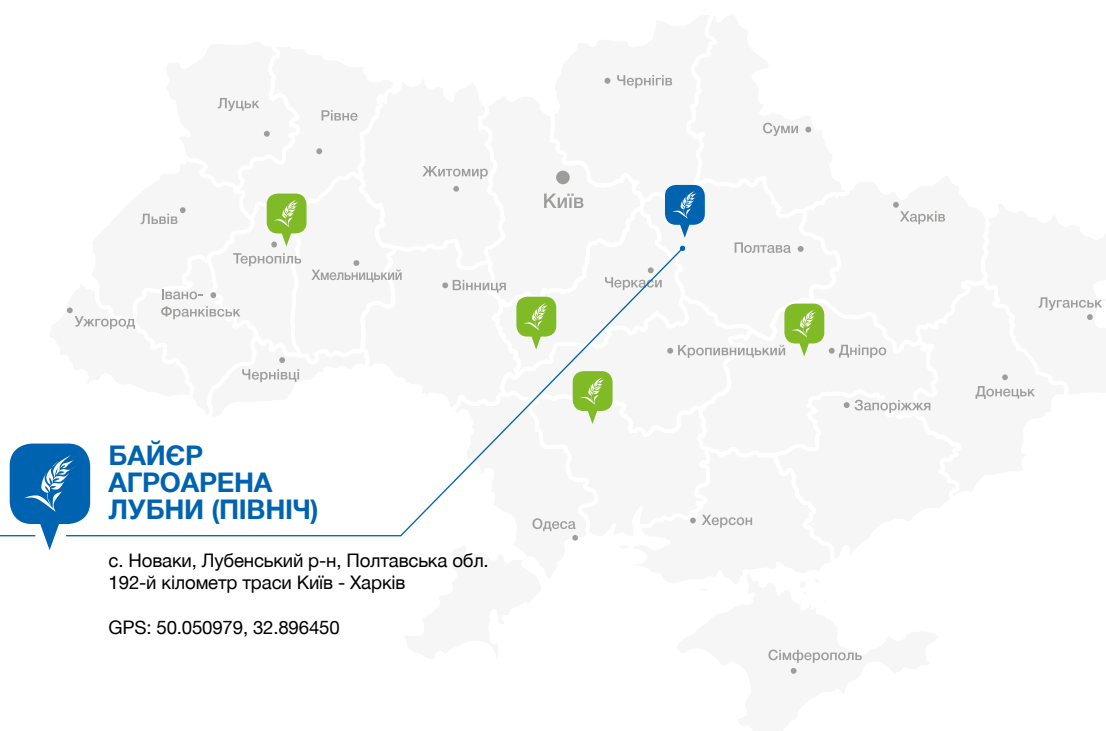 Чернігів
Луцьк
Рівне
Суми
Житомир
Київ
Львів
Харків
Тернопіль
Полтава
Хмельницький
Вінниця
Черкаси
Івано-
Франківськ
Ужгород
Луганськ
Кропивницький
Дніпро
Чернівці
Донецьк
Запоріжжя
БАЙЄР
АГРОАРЕНА
ЛУБНИ (ПІВНІЧ)
Одеса
Херсон
с. Новаки, Лубенський р-н, Полтавська обл.
192-й кілометр траси Київ - Харків
GPS: 50.050979, 32.896450
Сімферополь